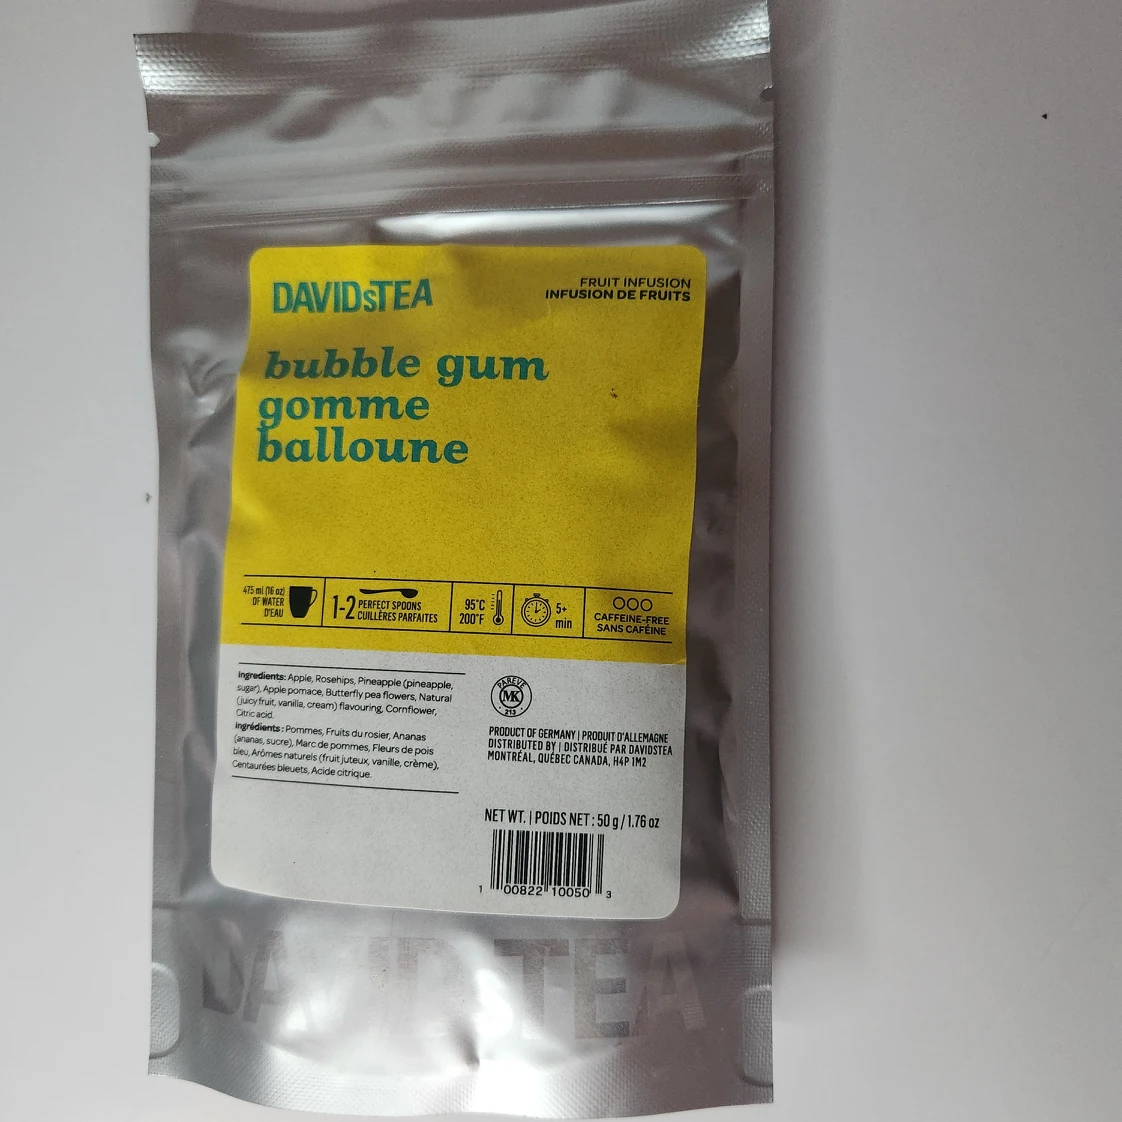 DAVIDsTEA
FRUIT INFUSION
INFUSION DE FRUITS
bubble gum
gomme
balloune
475 ml (16 oz)
OF WATER
D'EAU
1-2 PERFECT SPOONS
CUILLÈRES PARFAITES
95°C
200°F
5+
min
CAFFEINE-FREE
SANS CAFÉINE
Ingredients: Apple, Rosehips, Pineapple (pineapple,
sugar), Apple pomace, Butterfly pea flowers, Natural
(juicy fruit, vanilla, cream) flavouring, Cornflower,
Citric acid.
Ingrédients : Pommes, Fruits du rosier, Ananas
(ananas, sucre), Marc de pommes, Fleurs de pois
bleu, Arômes naturels (fruit juteux, vanille, crème),
Centaurées bleuets, Acide citrique.
PAREVE
MK
213
PRODUCT OF GERMANY | PRODUIT D'ALLEMAGNE
DISTRIBUTED BY | DISTRIBUÉ PAR DAVIDSTEA
MONTRÉAL, QUÉBEC CANADA, H4P 1M2
NET WT. | POIDS NET : 50 g / 1.76 oz
1 00822 10050 3
DAVIDsTEA